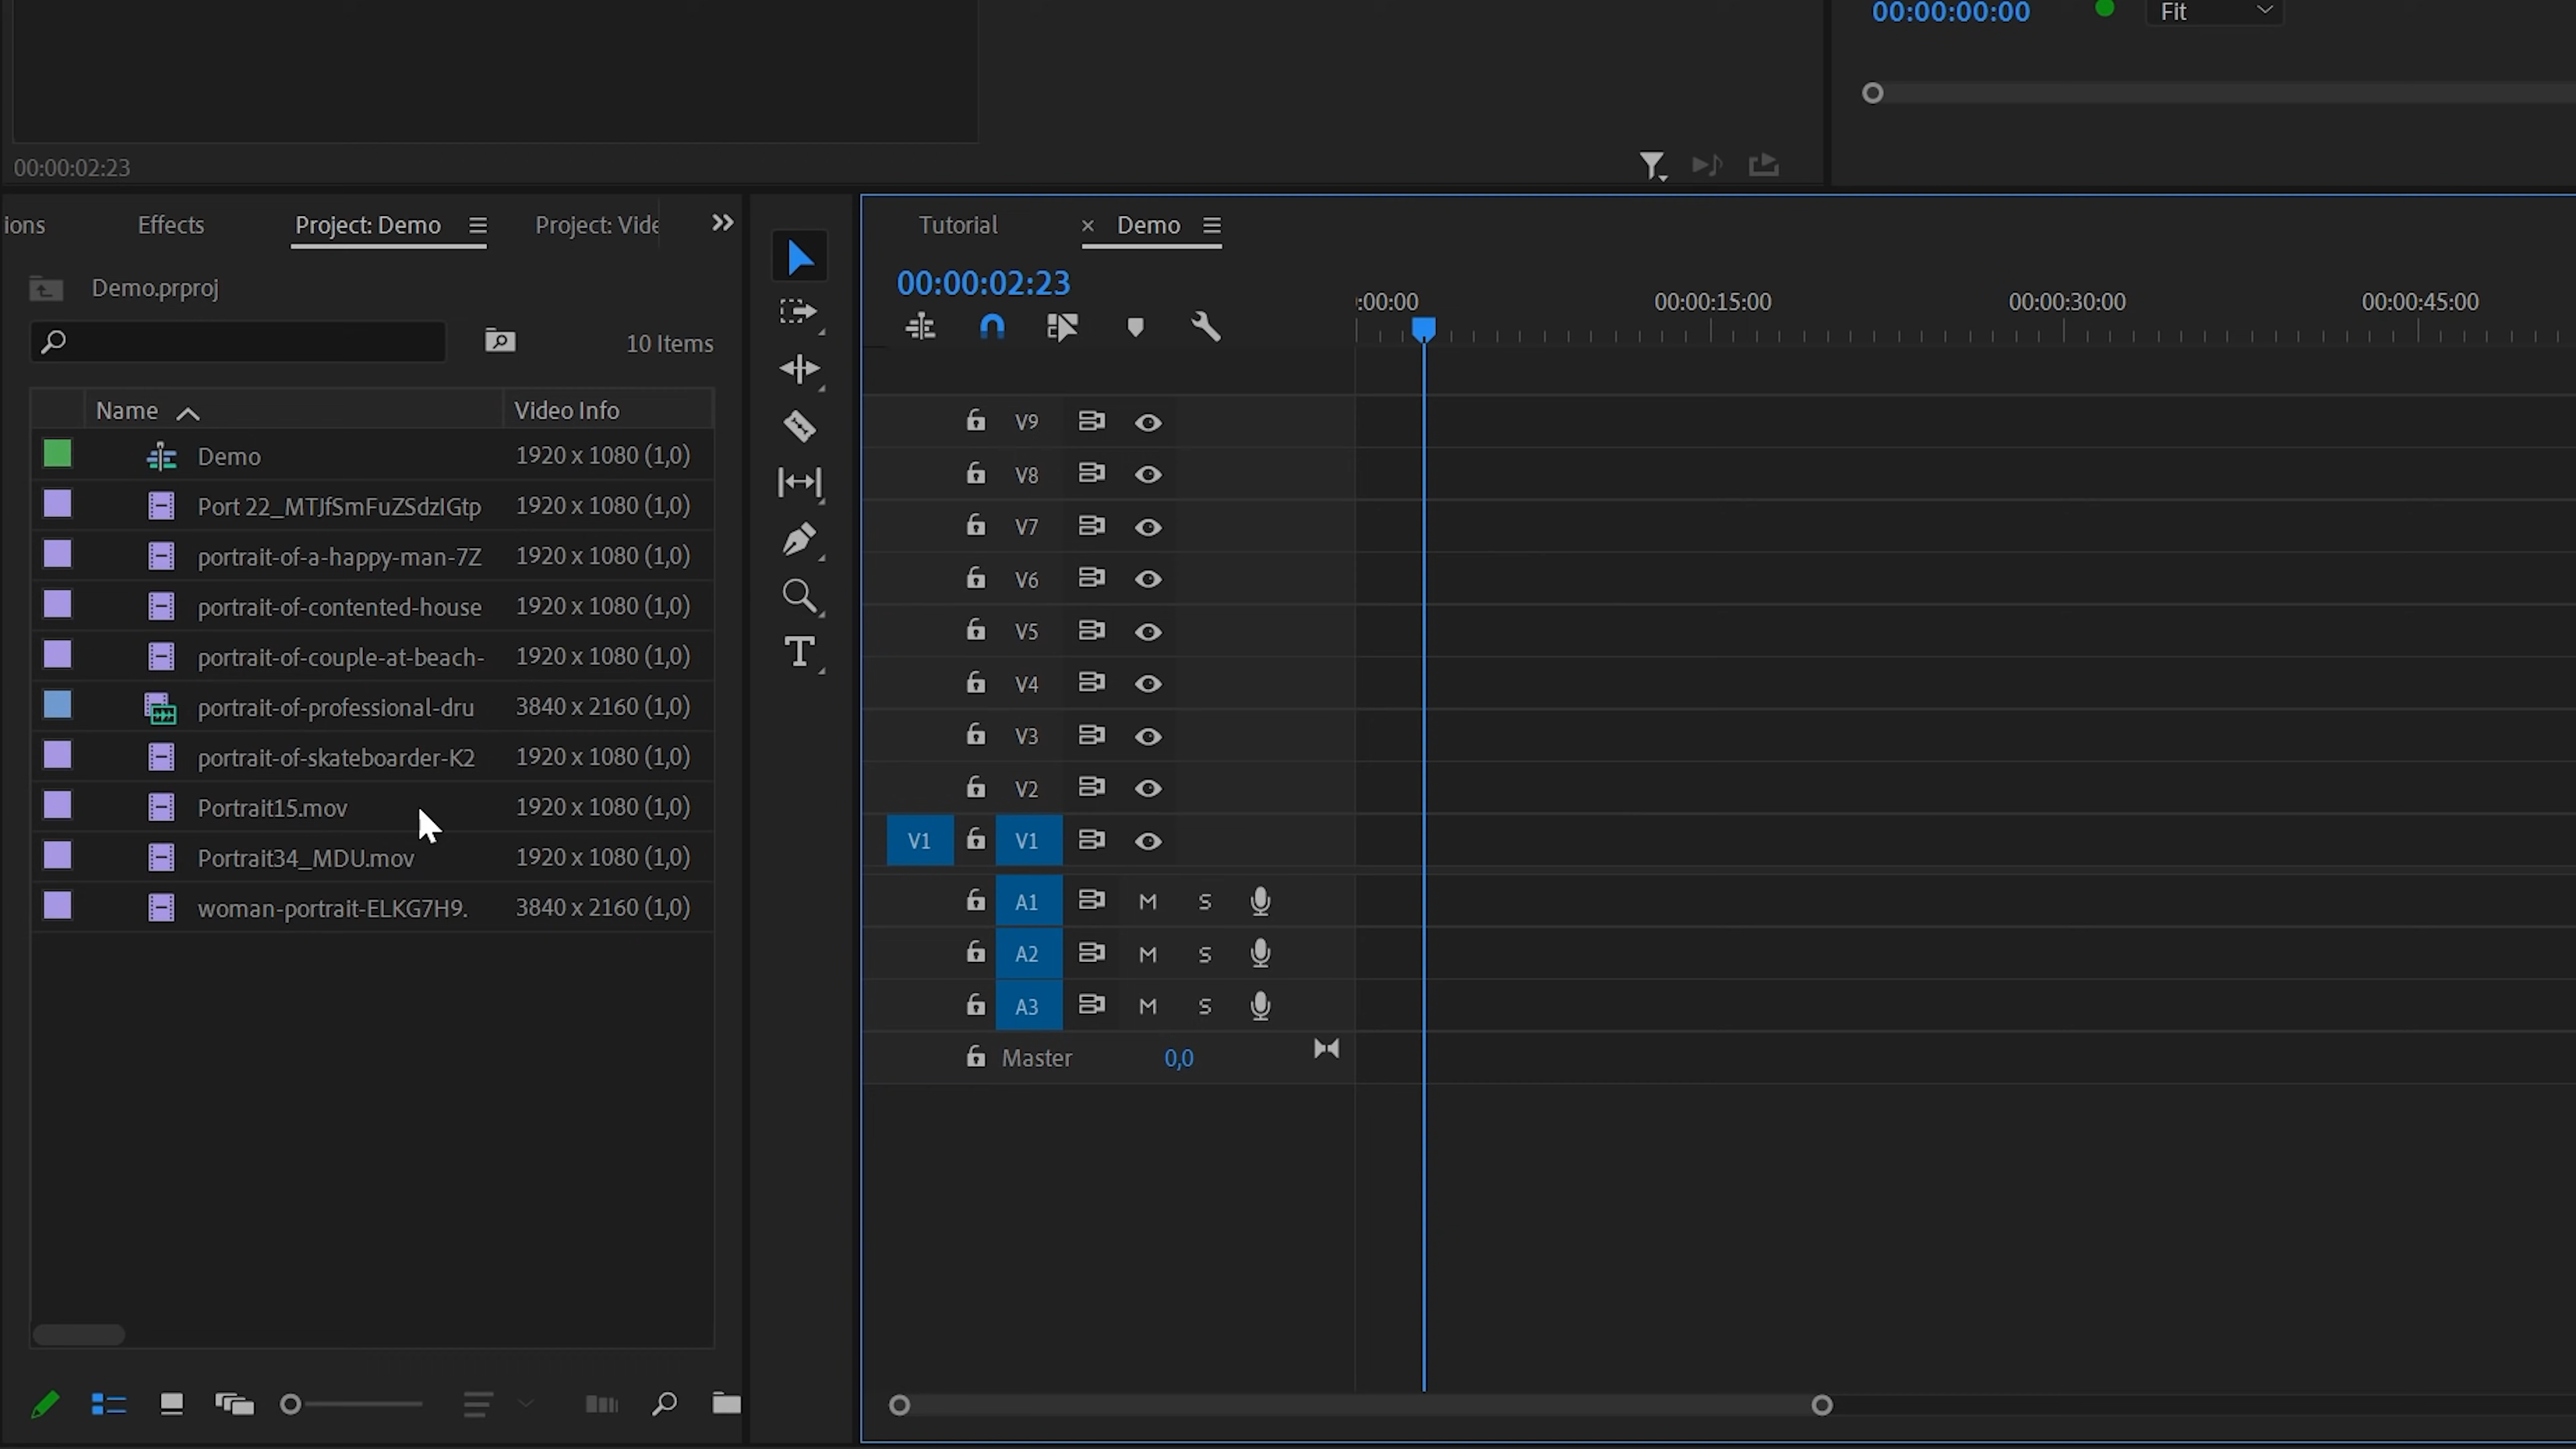 00:00:00:00
Fit
00:00:02:23
ions
Effects
Project: Demo
Project: Vide
Demo.prproj
10 Items
Name
Video Info
Demo 1920 x 1080 (1,0)
Port 22_MTJfSmFuZSdzIGtp 1920 x 1080 (1,0)
portrait-of-a-happy-man-7Z 1920 x 1080 (1,0)
portrait-of-contented-house 1920 x 1080 (1,0)
portrait-of-couple-at-beach- 1920 x 1080 (1,0)
portrait-of-professional-dru 3840 x 2160 (1,0)
portrait-of-skateboarder-K2 1920 x 1080 (1,0)
Portrait15.mov 1920 x 1080 (1,0)
Portrait34_MDU.mov 1920 x 1080 (1,0)
woman-portrait-ELKG7H9. 3840 x 2160 (1,0)
T
Tutorial
× Demo
00:00:02:23
:00:00
00:00:15:00
00:00:30:00
00:00:45:00
V9
V8
V7
V6
V5
V4
V3
V2
V1 V1
A1 M S
A2 M S
A3 M S
Master 0,0